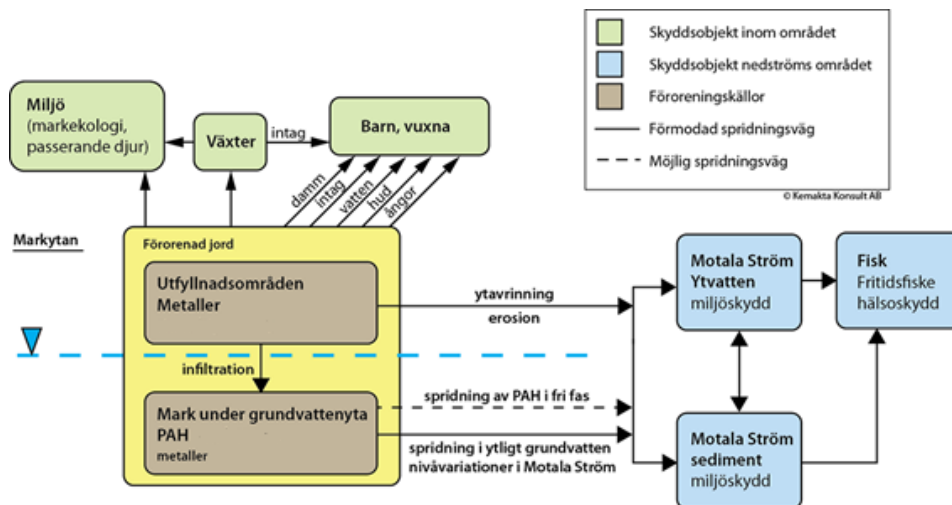 Skyddsobjekt inom området
Skyddsobjekt nedströms området
Föroreningskällor
Förmodad spridningsväg
Möjlig spridningsväg
© Kemakta Konsult AB
Miljö
(markekologi,
passerande djur)
Växter
intag
Barn, vuxna
damm
intag
vatten
hud
ångor
Markytan
Förorenad jord
Utfyllnadsområden
Metaller
infiltration
Mark under grundvattenyta
PAH
metaller
ytavrinning
erosion
spridning av PAH i fri fas
spridning i ytligt grundvatten
nivåvariationer i Motala Ström
Motala Ström
Ytvatten
miljöskydd
Fisk
Fritidsfiske
hälsoskydd
Motala Ström
sediment
miljöskydd